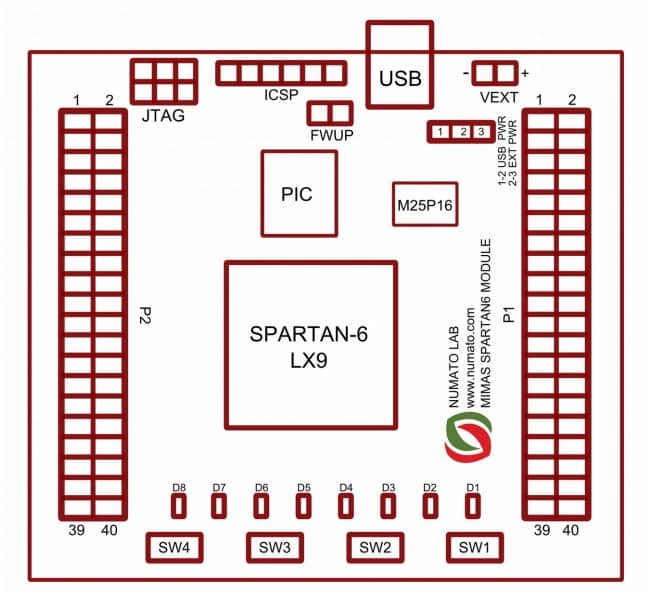 USB
- +
JTAG
ICSP
VEXT
1 2
1 2
FWUP
1 2 3
1-2 USB PWR
2-3 EXT PWR
PIC
M25P16
P2
P1
SPARTAN-6
LX9
NUMATO LAB
www.numato.com
MIMAS SPARTAN6 MODULE
D8 D7 D6 D5 D4 D3 D2 D1
39 40
39 40
SW4 SW3 SW2 SW1